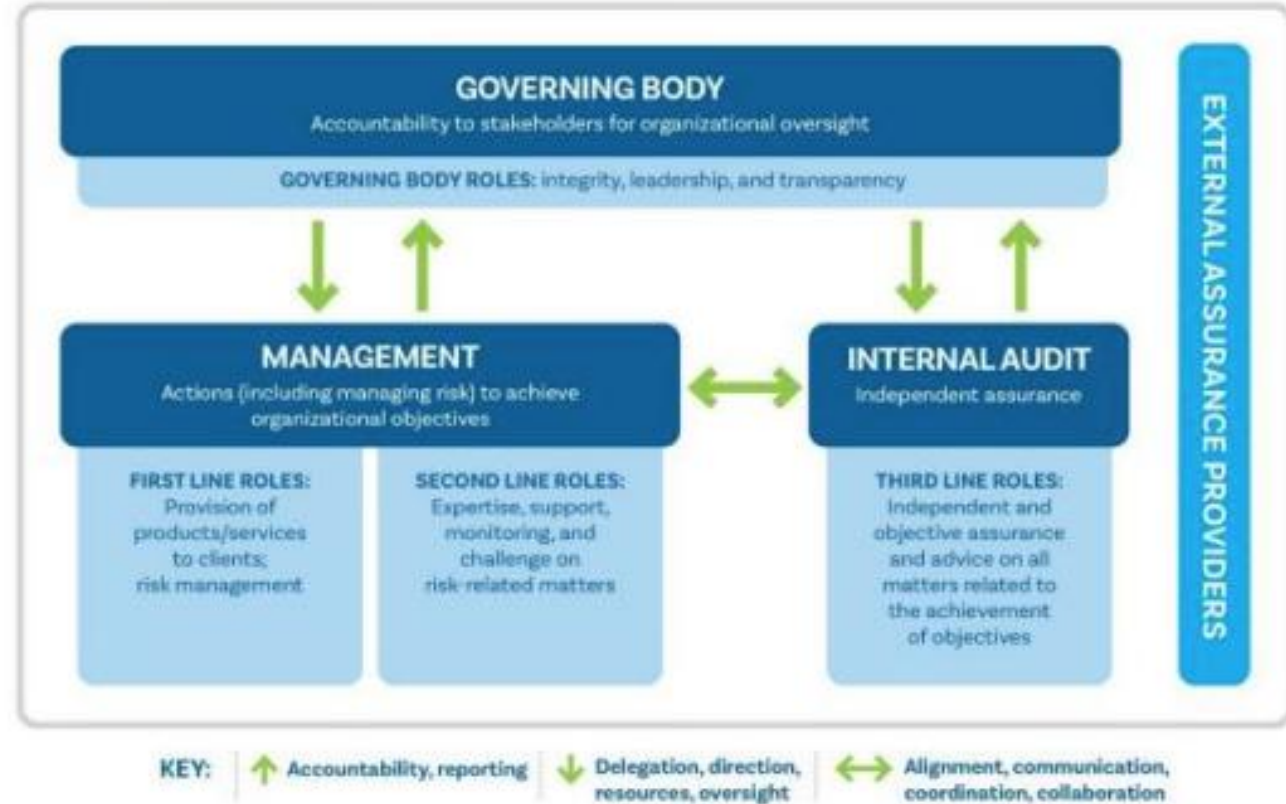 GOVERNING BODY
Accountability to stakeholders for organizational oversight
GOVERNING BODY ROLES: integrity, leadership, and transparency
MANAGEMENT
Actions (including managing risk) to achieve
organizational objectives
FIRST LINE ROLES:
Provision of
products/services
to clients;
risk management
SECOND LINE ROLES:
Expertise, support,
monitoring, and
challenge on
risk-related matters
INTERNAL AUDIT
Independent assurance
THIRD LINE ROLES:
Independent and
objective assurance
and advice on all
matters related to
the achievement
of objectives
EXTERNAL ASSURANCE PROVIDERS
KEY:
Accountability, reporting
Delegation, direction,
resources, oversight
Alignment, communication,
coordination, collaboration